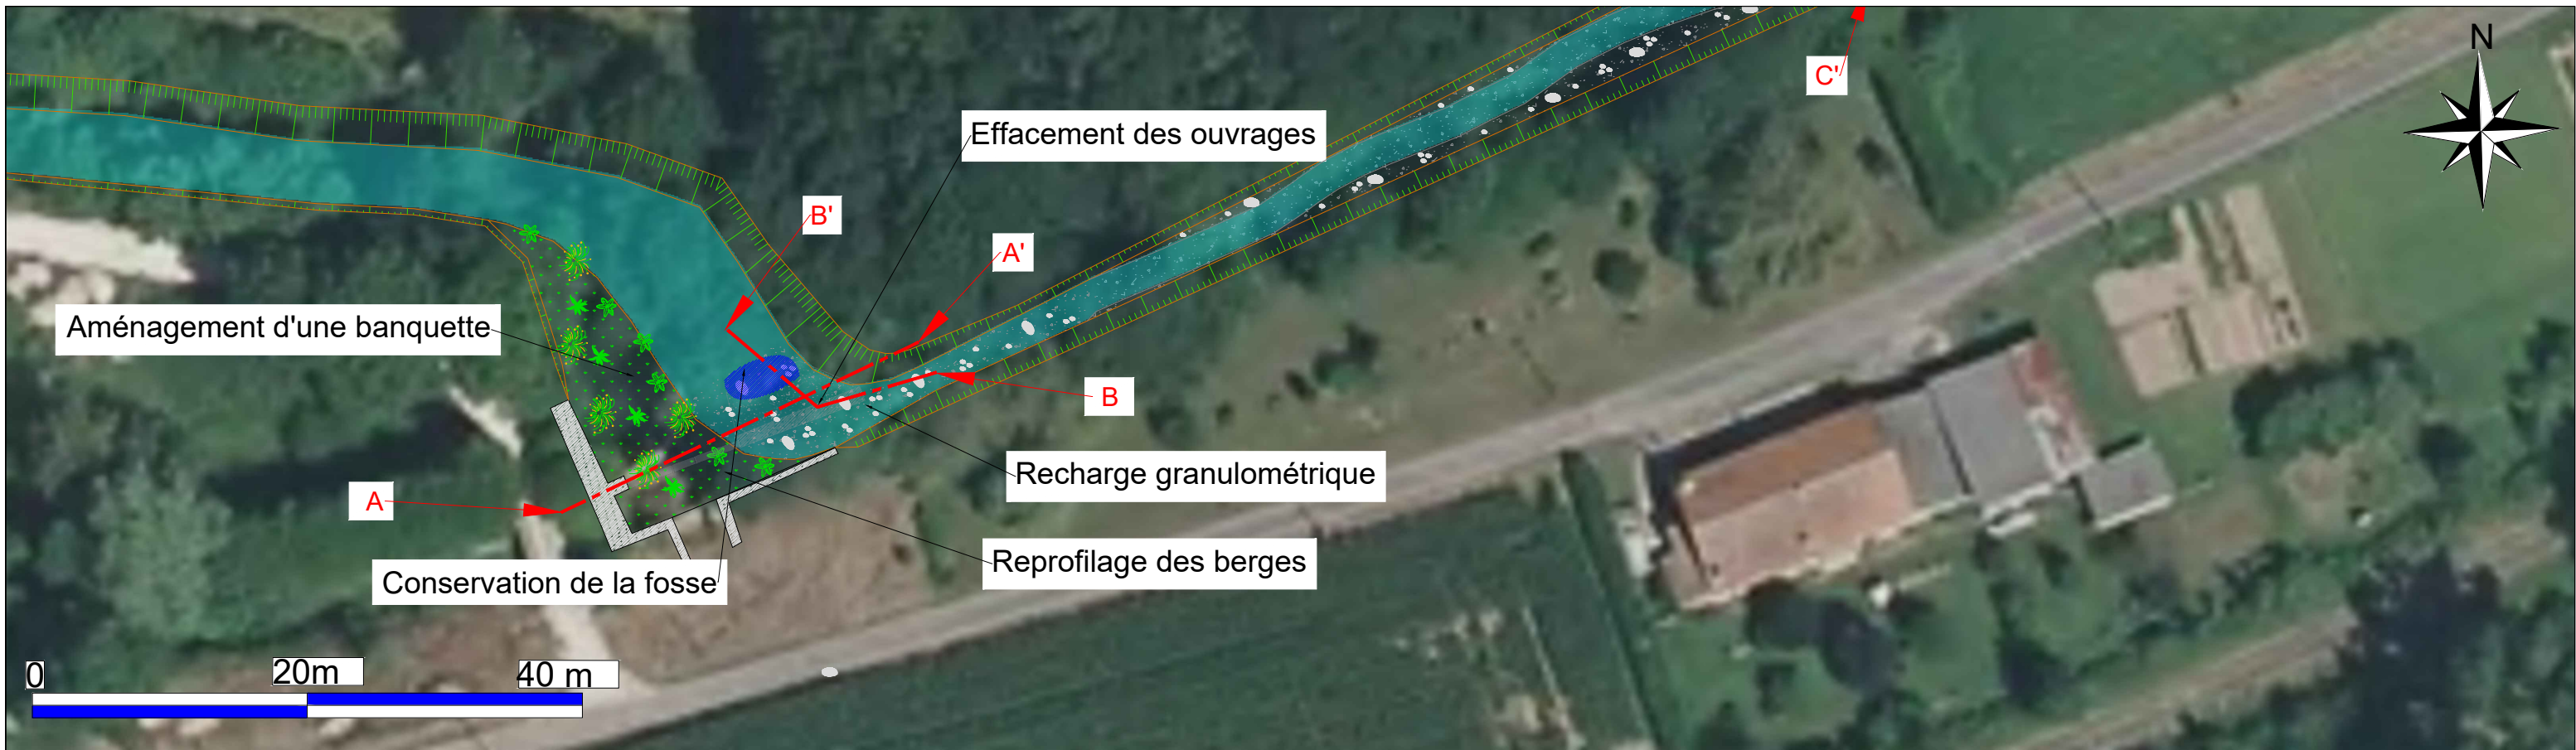 N
C'
Effacement des ouvrages
B'
A'
Aménagement d'une banquette
B
Recharge granulométrique
A
Reprofilage des berges
Conservation de la fosse
0 20m 40 m